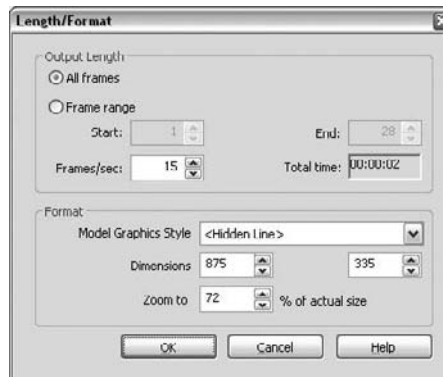 Length/Format
Output Length
All frames
Frame range
Start: 1 End: 28
Frames/sec: 15 Total time: 00:00:02
Format
Model Graphics Style <Hidden Line>
Dimensions 875 335
Zoom to 72 % of actual size
OK Cancel Help